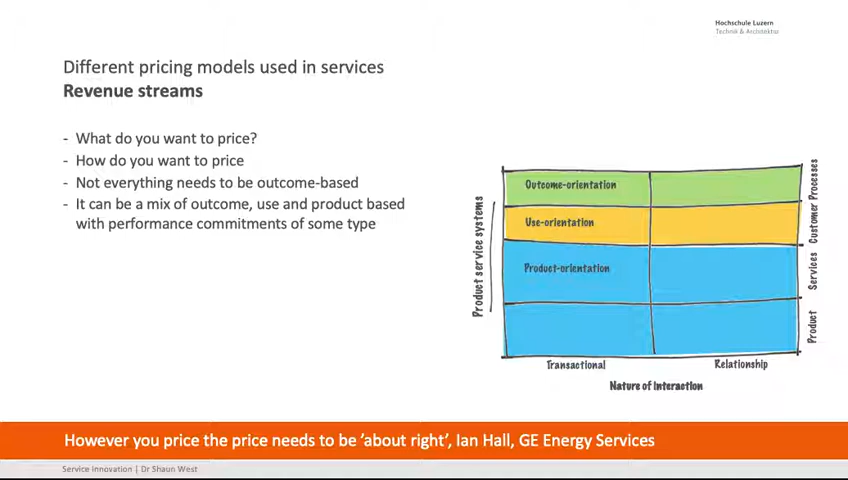 Hochschule Luzern
Technik & Architektur
Different pricing models used in services
Revenue streams
- What do you want to price?
- How do you want to price
- Not everything needs to be outcome-based
- It can be a mix of outcome, use and product based
with performance commitments of some type
Product service systems
Outcome-orientation
Use-orientation
Product-orientation
Customer Processes
Services
Product
Transactional
Relationship
Nature of Interaction
However you price the price needs to be ‘about right’, Ian Hall, GE Energy Services
Service Innovation | Dr Shaun West